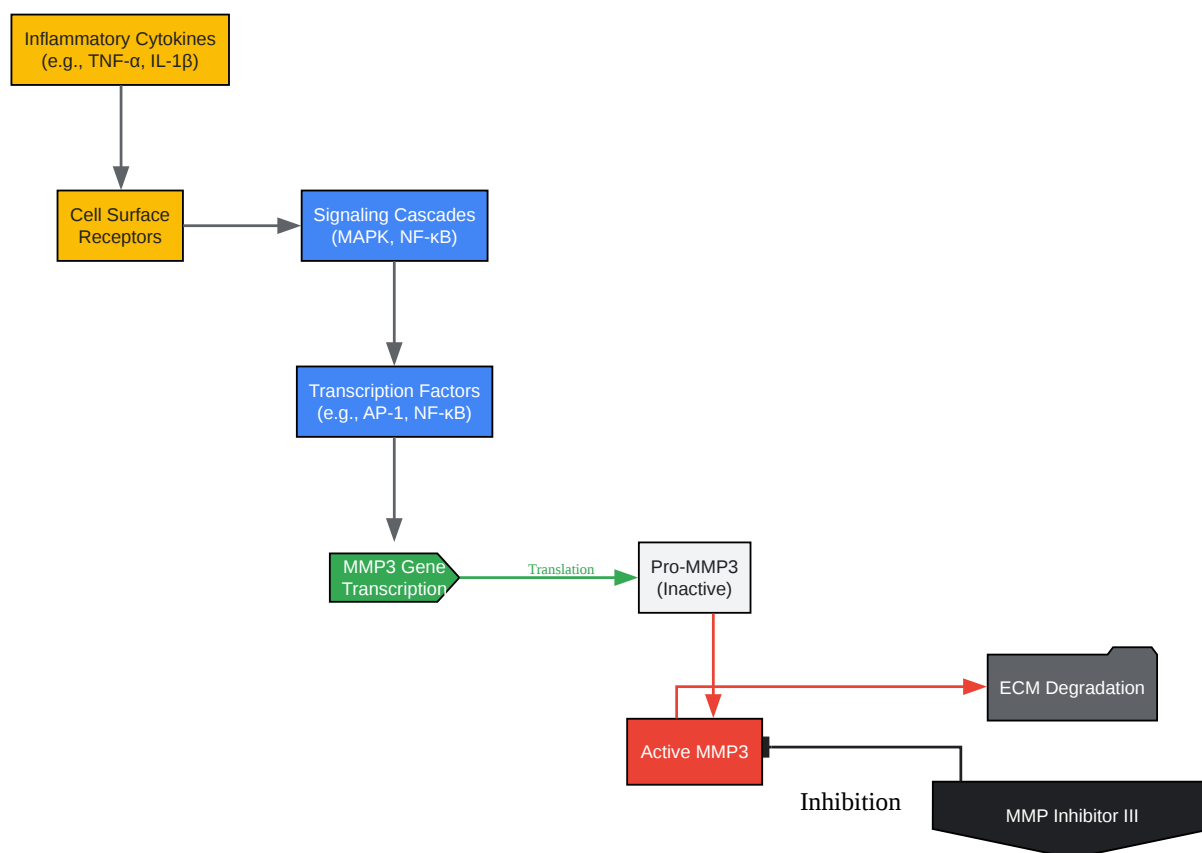 Inflammatory Cytokines
(e.g., TNF-α, IL-1β)
Cell Surface
Receptors
Signaling Cascades
(MAPK, NF-κB)
Transcription Factors
(e.g., AP-1, NF-κB)
MMP3 Gene
Transcription
Translation
Pro-MMP3
(Inactive)
ECM Degradation
Active MMP3
Inhibition
MMP Inhibitor III